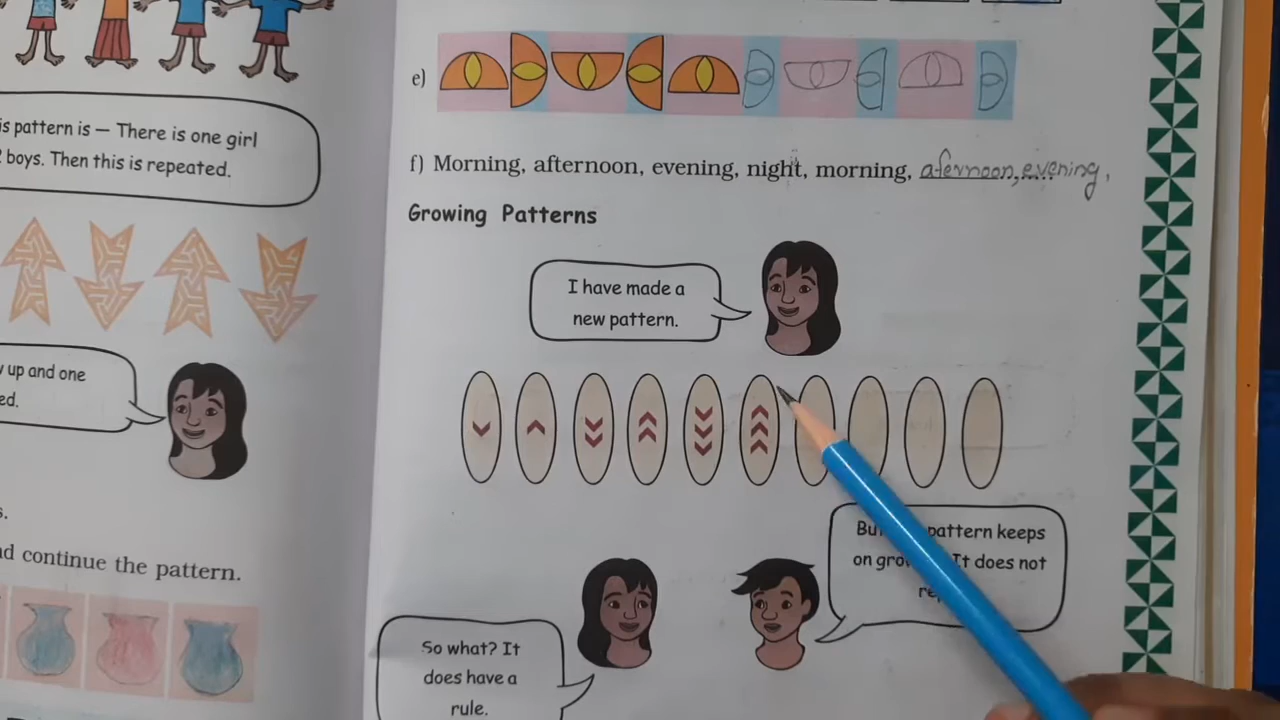 is pattern is — There is one girl
boys. Then this is repeated.
up and one
ed.
s.
nd continue the pattern.
e)
f) Morning, afternoon, evening, night, morning, afernoon, evening,
Growing Patterns
I have made a
new pattern.
pattern keeps
on It does not
So what? It
does have a
rule.